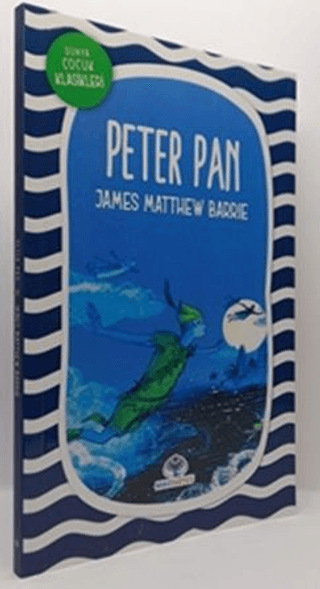 DÜNYA
ÇOCUK
KLASİKLERİ
PETER PAN
JAMES MATTHEW BARRIE